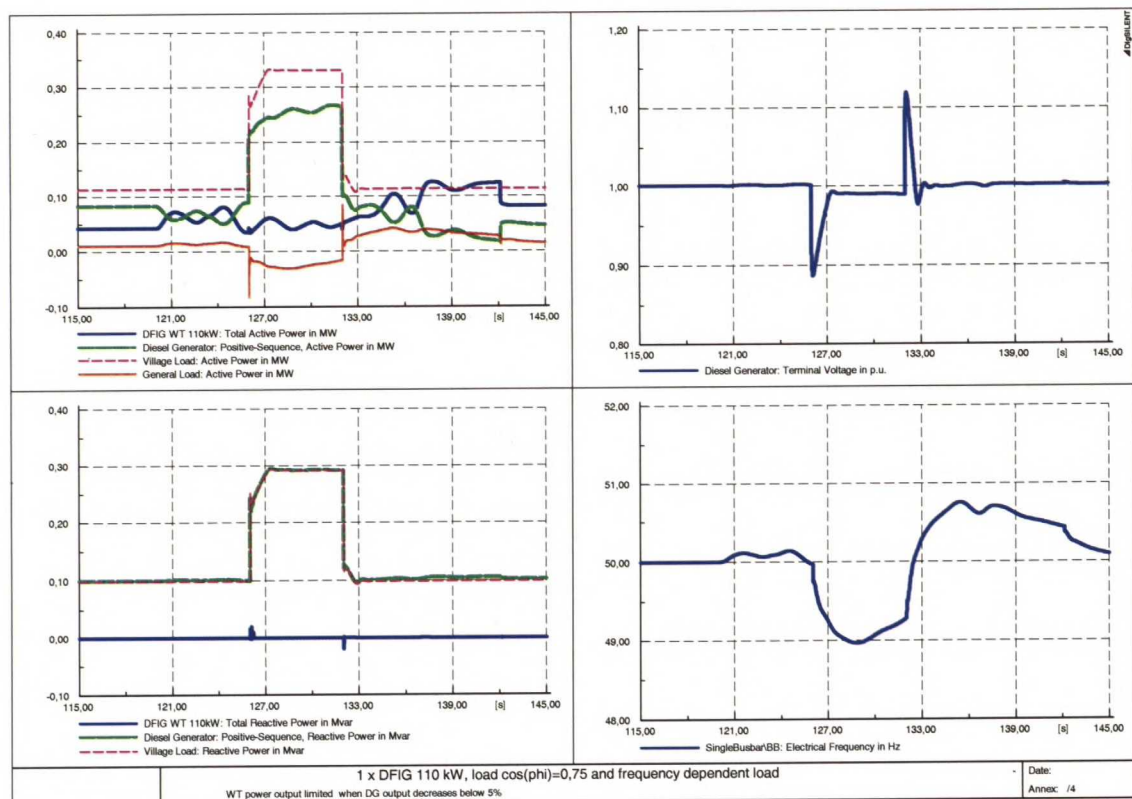 0,40
0,30
0,20
0,10
0,00
-0,10
115,00 121,00 127,00 133,00 139,00 [s] 145,00
DFIG WT 110kW: Total Active Power in MW
Diesel Generator: Positive-Sequence, Active Power in MW
Village Load: Active Power in MW
General Load: Active Power in MW
1,20
1,10
1,00
0,90
0,80
115,00 121,00 127,00 133,00 139,00 [s] 145,00
Diesel Generator: Terminal Voltage in p.u.
DIgSILENT
0,40
0,30
0,20
0,10
0,00
-0,10
115,00 121,00 127,00 133,00 139,00 [s] 145,00
DFIG WT 110kW: Total Reactive Power in Mvar
Diesel Generator: Positive-Sequence, Reactive Power in Mvar
Village Load: Reactive Power in Mvar
52,00
51,00
50,00
49,00
48,00
115,00 121,00 127,00 133,00 139,00 [s] 145,00
SingleBusbar\BB: Electrical Frequency in Hz
1 x DFIG 110 kW, load cos(phi)=0,75 and frequency dependent load
WT power output limited when DG output decreases below 5%
Date:
Annex: /4